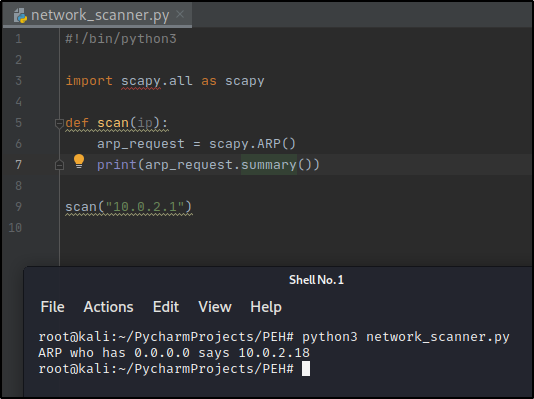 network_scanner.py ×
1 #!/bin/python3
2
3 import scapy.all as scapy
4
5 def scan(ip):
6     arp_request = scapy.ARP()
7     print(arp_request.summary())
8
9 scan("10.0.2.1")
10
Shell No. 1
File Actions Edit View Help
root@kali:~/PycharmProjects/PEH# python3 network_scanner.py
ARP who has 0.0.0.0 says 10.0.2.18
root@kali:~/PycharmProjects/PEH#